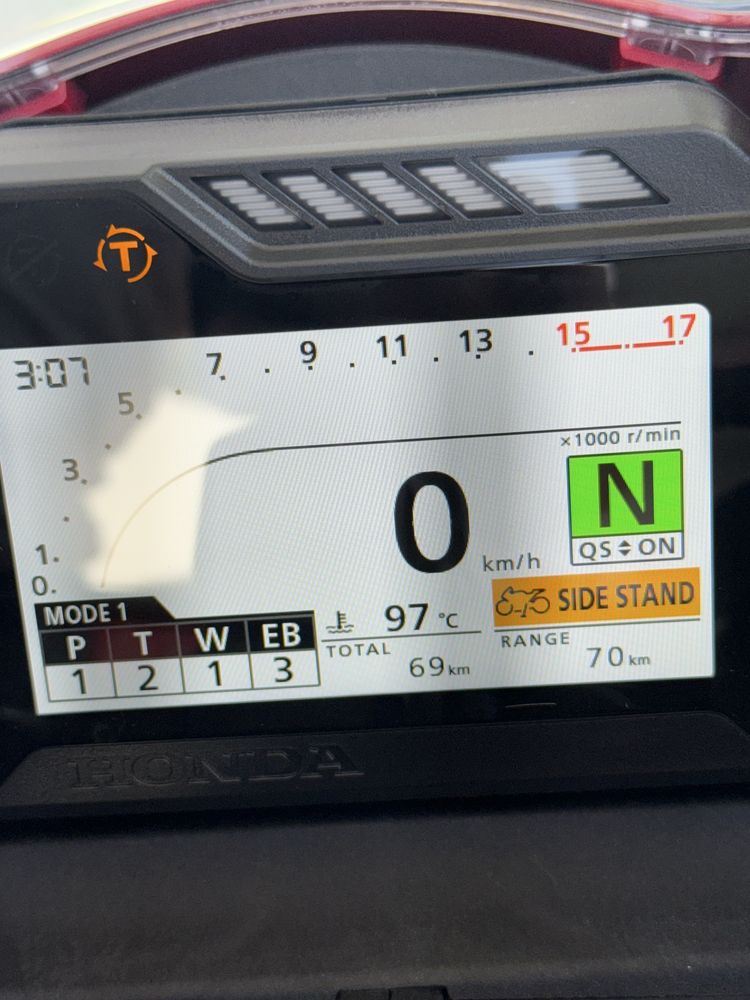 T
3:07
0. 1. 3. 5. 7. 9 11 13 15 17
×1000 r/min
N
QS ON
0 km/h
SIDE STAND
MODE 1
P T W EB
1 2 1 3
97 °C
TOTAL
69 km
RANGE
70 km
HONDA